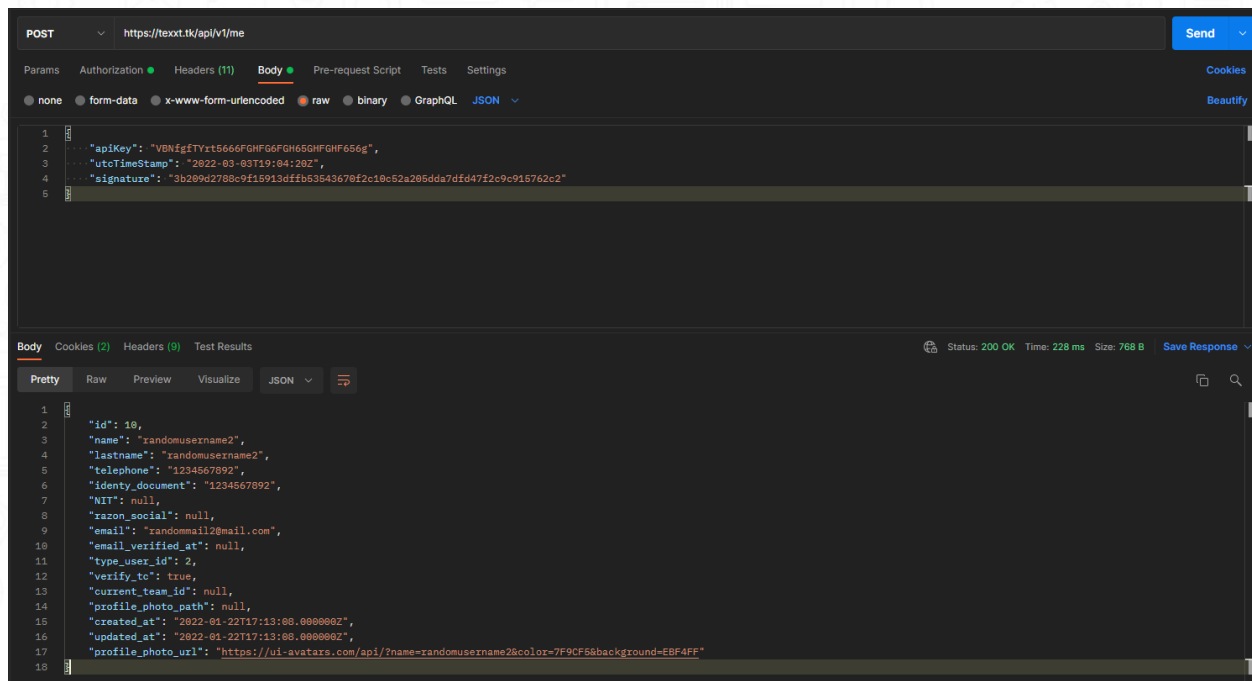 POST https://texxt.tk/api/v1/me Send
Params Authorization Headers (11) Body Pre-request Script Tests Settings Cookies
none form-data x-www-form-urlencoded raw binary GraphQL JSON Beautify
1 {
2 "apiKey": "VBNfgfTYrt5666FGHFG6FGH65GHFGHF656g",
3 "utcTimeStamp": "2022-03-03T19:04:20Z",
4 "signature": "3b209d2788c9f15913dffb53543670f2c10c52a205dda7dfd47f2c9c915762c2"
5 }
Body Cookies (2) Headers (9) Test Results Status: 200 OK Time: 228 ms Size: 768 B Save Response
Pretty Raw Preview Visualize JSON
1 {
2 "id": 10,
3 "name": "randomusername2",
4 "lastname": "randomusername2",
5 "telephone": "1234567892",
6 "identy_document": "1234567892",
7 "NIT": null,
8 "razon_social": null,
9 "email": "randommail2@mail.com",
10 "email_verified_at": null,
11 "type_user_id": 2,
12 "verify_tc": true,
13 "current_team_id": null,
14 "profile_photo_path": null,
15 "created_at": "2022-01-22T17:13:08.000000Z",
16 "updated_at": "2022-01-22T17:13:08.000000Z",
17 "profile_photo_url": "https://ui-avatars.com/api/?name=randomusername2&color=7F9CF5&background=EBF4FF"
18 }